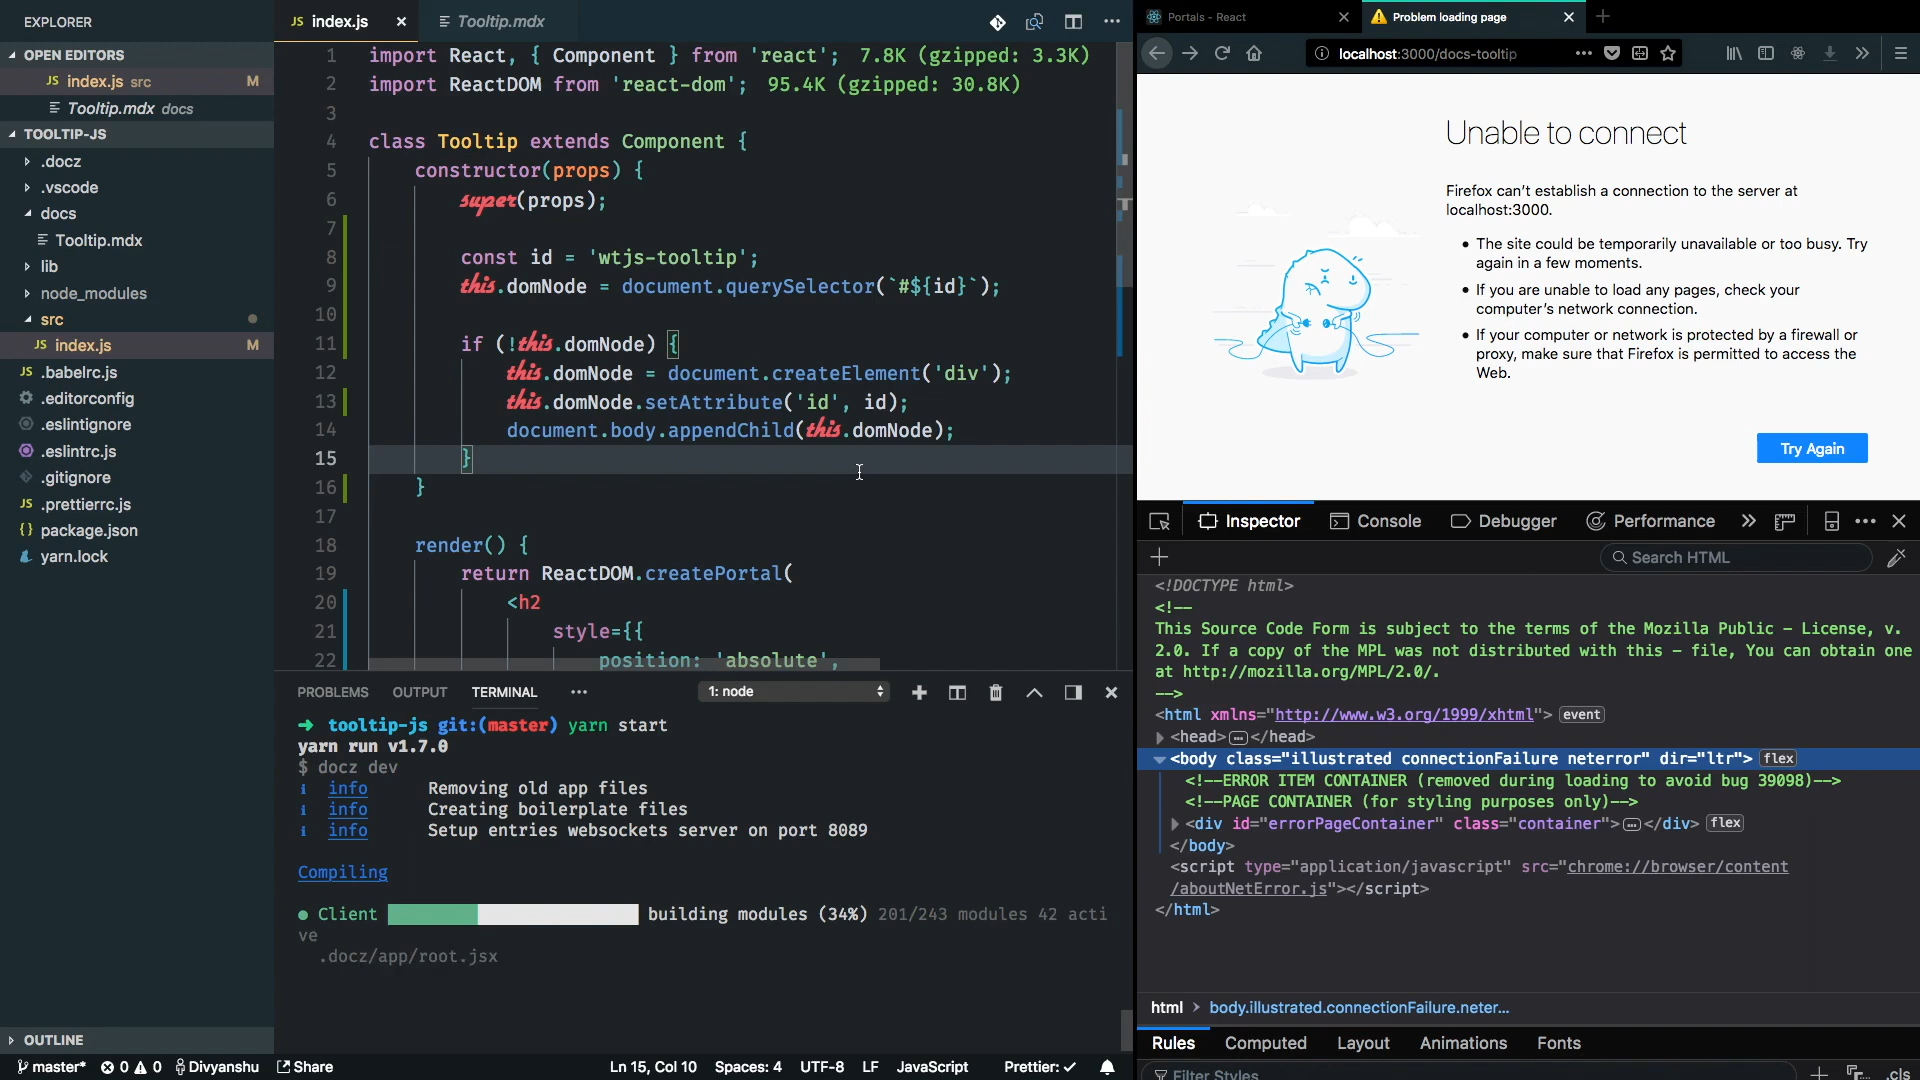 EXPLORER
OPEN EDITORS
JS index.js src M
Tooltip.mdx docs
TOOLTIP-JS
.docz
.vscode
docs
Tooltip.mdx
lib
node_modules
src
JS index.js M
JS .babelrc.js
.editorconfig
.eslintignore
.eslintrc.js
.gitignore
JS .prettierrc.js
{} package.json
yarn.lock
OUTLINE
JS index.js
Tooltip.mdx
1 import React, { Component } from 'react'; 7.8K (gzipped: 3.3K)
2 import ReactDOM from 'react-dom'; 95.4K (gzipped: 30.8K)
3
4 class Tooltip extends Component {
5 constructor(props) {
6 super(props);
7
8 const id = 'wtjs-tooltip';
9 this.domNode = document.querySelector(`#${id}`);
10
11 if (!this.domNode) {
12 this.domNode = document.createElement('div');
13 this.domNode.setAttribute('id', id);
14 document.body.appendChild(this.domNode);
15 }
16 }
17
18 render() {
19 return ReactDOM.createPortal(
20 <h2
21 style={{
22 position: 'absolute',
PROBLEMS OUTPUT TERMINAL ••• 1: node
➜ tooltip-js git:(master) yarn start
yarn run v1.7.0
$ docz dev
i info Removing old app files
i info Creating boilerplate files
i info Setup entries websockets server on port 8089
Compiling
● Client building modules (34%) 201/243 modules 42 acti
ve
.docz/app/root.jsx
master* 0 0 Divyanshu Share Ln 15, Col 10 Spaces: 4 UTF-8 LF JavaScript Prettier: ✓
Portals - React
Problem loading page
localhost:3000/docs-tooltip
Unable to connect
Firefox can’t establish a connection to the server at
localhost:3000.
• The site could be temporarily unavailable or too busy. Try
again in a few moments.
• If you are unable to load any pages, check your
computer’s network connection.
• If your computer or network is protected by a firewall or
proxy, make sure that Firefox is permitted to access the
Web.
Try Again
Inspector Console Debugger Performance
Search HTML
<!DOCTYPE html>
<!--
This Source Code Form is subject to the terms of the Mozilla Public - License, v.
2.0. If a copy of the MPL was not distributed with this - file, You can obtain one
at http://mozilla.org/MPL/2.0/.
-->
<html xmlns="http://www.w3.org/1999/xhtml"> event
<head></head>
<body class="illustrated connectionFailure neterror" dir="ltr"> flex
<!--ERROR ITEM CONTAINER (removed during loading to avoid bug 39098)-->
<!--PAGE CONTAINER (for styling purposes only)-->
<div id="errorPageContainer" class="container"></div> flex
</body>
<script type="application/javascript" src="chrome://browser/content
/aboutNetError.js"></script>
</html>
html > body.illustrated.connectionFailure.neter...
Rules Computed Layout Animations Fonts
Filter Styles .cls